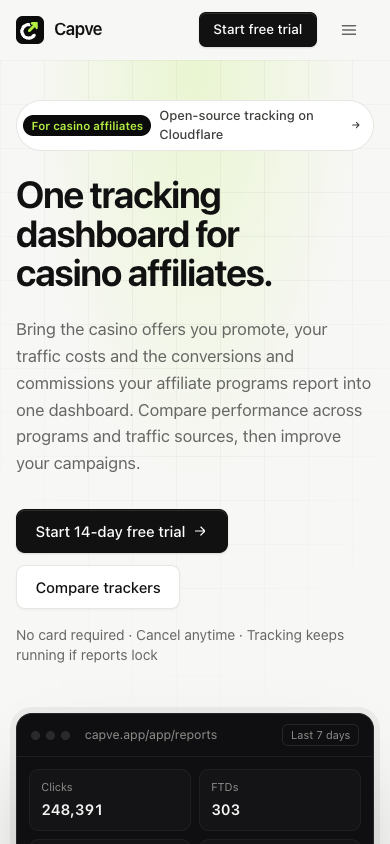 Capve
Start free trial
For casino affiliates
Open-source tracking on
Cloudflare
→
One tracking
dashboard for
casino affiliates.
Bring the casino offers you promote, your
traffic costs and the conversions and
commissions your affiliate programs report into
one dashboard. Compare performance across
programs and traffic sources, then improve
your campaigns.
Start 14-day free trial →
Compare trackers
No card required · Cancel anytime · Tracking keeps
running if reports lock
capve.app/app/reports
Last 7 days
Clicks
FTDs
248,391
303